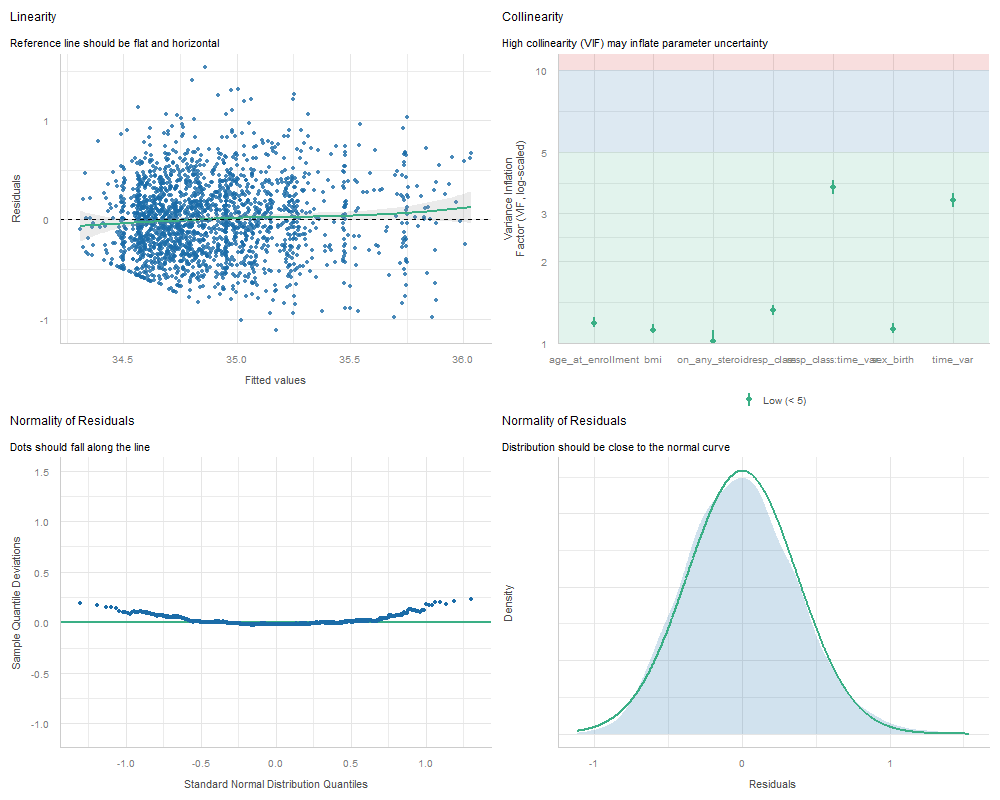 Linearity
Reference line should be flat and horizontal
Residuals
1
0
-1
34.5 35.0 35.5 36.0
Fitted values
Collinearity
High collinearity (VIF) may inflate parameter uncertainty
Variance Inflation
Factor (VIF, log-scaled)
10
5
3
2
1
age_at_enrollment bmi time_var
Low (< 5)
Normality of Residuals
Dots should fall along the line
Sample Quantile Deviations
1.5
1.0
0.5
0.0
-0.5
-1.0
-1.0 -0.5 0.0 0.5 1.0
Standard Normal Distribution Quantiles
Normality of Residuals
Distribution should be close to the normal curve
Density
-1 0 1
Residuals